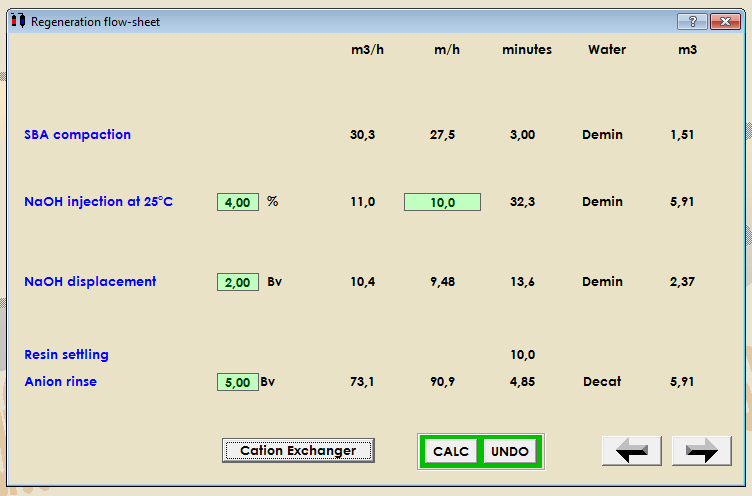 Regeneration flow-sheet
m3/h m/h minutes Water m3
SBA compaction 30,3 27,5 3,00 Demin 1,51
NaOH injection at 25°C 4,00 % 11,0 10,0 32,3 Demin 5,91
NaOH displacement 2,00 Bv 10,4 9,48 13,6 Demin 2,37
Resin settling 10,0
Anion rinse 5,00 Bv 73,1 90,9 4,85 Decat 5,91
Cation Exchanger CALC UNDO